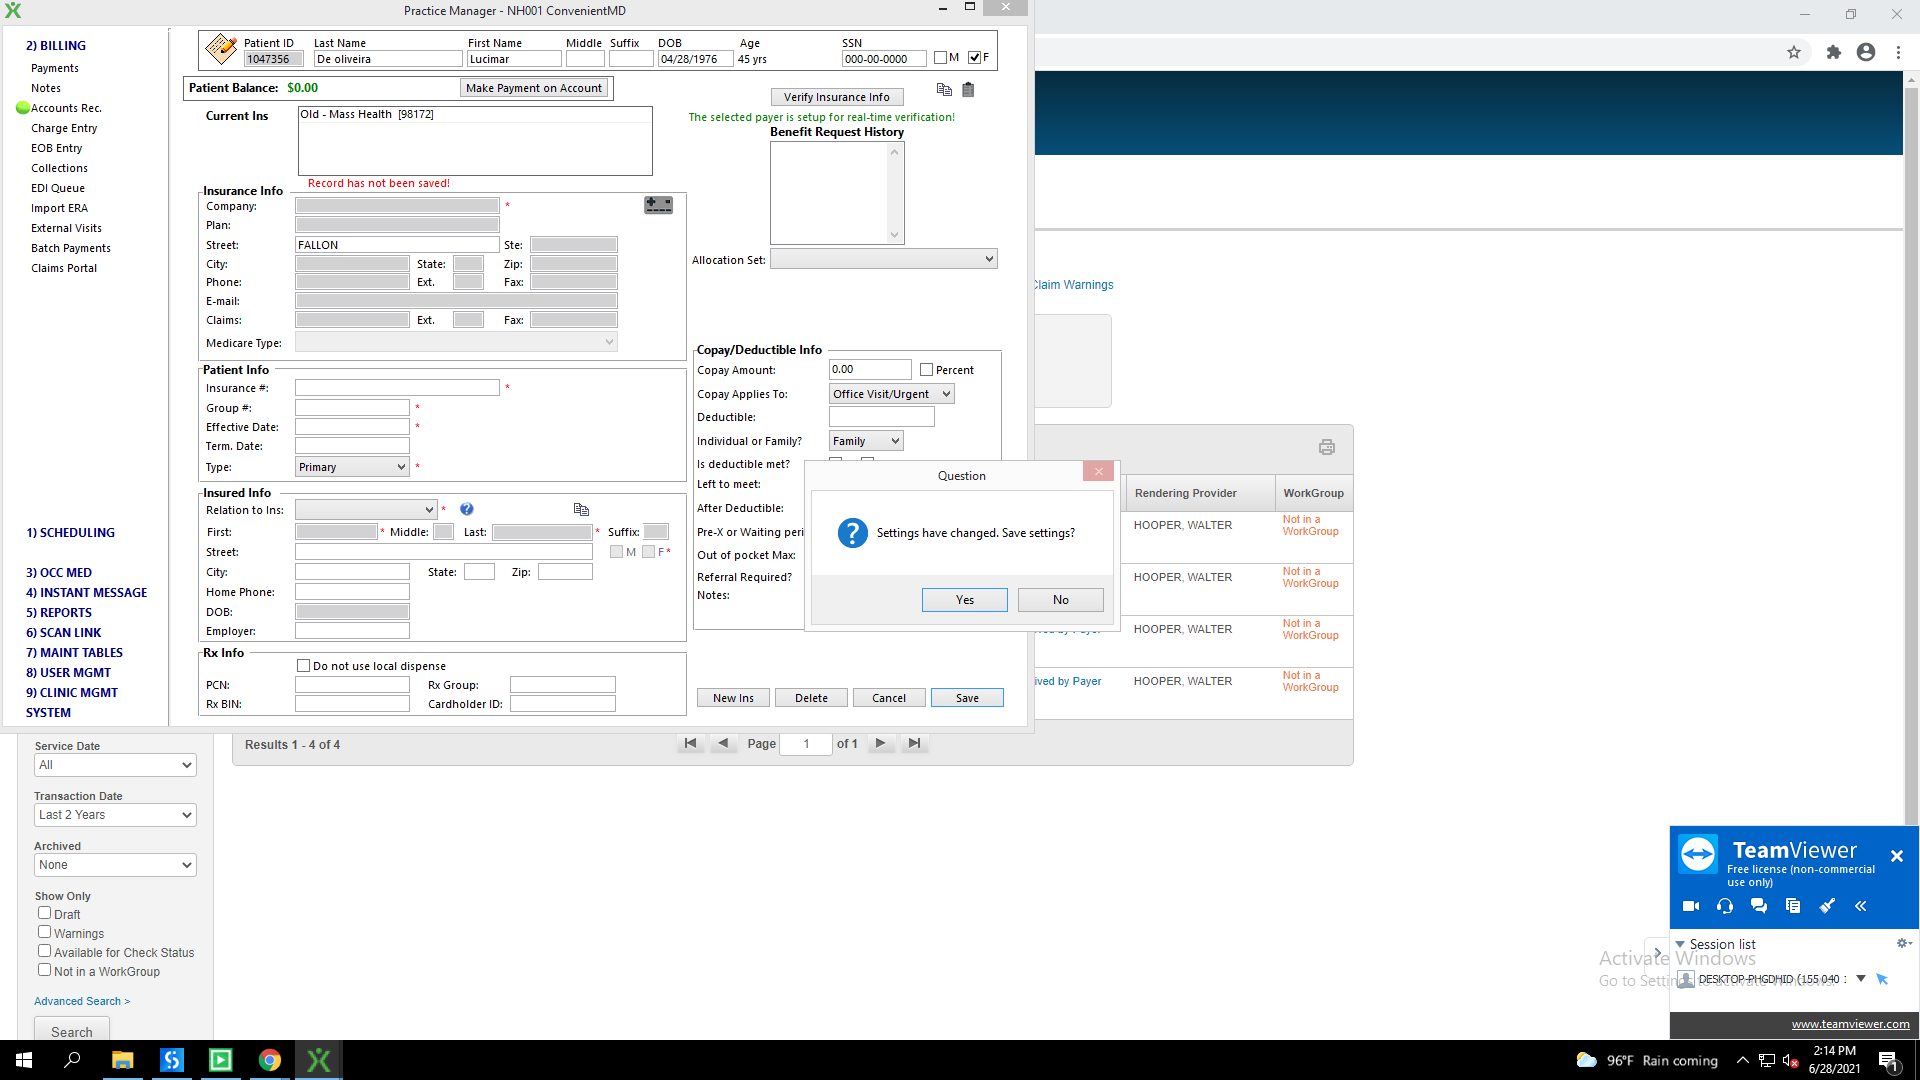 Practice Manager - NH001 ConvenientMD
2) BILLING
Payments
Notes
Accounts Rec.
Charge Entry
EOB Entry
Collections
EDI Queue
Import ERA
External Visits
Batch Payments
Claims Portal
1) SCHEDULING
3) OCC MED
4) INSTANT MESSAGE
5) REPORTS
6) SCAN LINK
7) MAINT TABLES
8) USER MGMT
9) CLINIC MGMT
SYSTEM
Patient ID Last Name First Name Middle Suffix DOB Age SSN
1047356 De oliveira Lucimar 04/28/1976 45 yrs 000-00-0000 M F
Patient Balance: $0.00 Make Payment on Account
Verify Insurance Info
Current Ins Old - Mass Health [98172]
The selected payer is setup for real-time verification!
Benefit Request History
Record has not been saved!
Insurance Info
Company: *
Plan:
Street: FALLON Ste:
City: State: Zip:
Phone: Ext. Fax:
E-mail:
Claims: Ext. Fax:
Medicare Type:
Allocation Set:
Patient Info
Insurance #: *
Group #: *
Effective Date: *
Term. Date:
Type: Primary *
Insured Info
Relation to Ins: *
First: * Middle: Last: * Suffix:
Street: M F *
City: State: Zip:
Home Phone:
DOB:
Employer:
Rx Info
Do not use local dispense
PCN: Rx Group:
Rx BIN: Cardholder ID:
Copay/Deductible Info
Copay Amount: 0.00 Percent
Copay Applies To: Office Visit/Urgent
Deductible:
Individual or Family? Family
Is deductible met?
Left to meet:
After Deductible:
Pre-X or Waiting peri
Out of pocket Max:
Referral Required?
Notes:
New Ins Delete Cancel Save
Question
Settings have changed. Save settings?
Yes No
Claim Warnings
Rendering Provider WorkGroup
HOOPER, WALTER Not in a
WorkGroup
HOOPER, WALTER Not in a
WorkGroup
ved by Payer HOOPER, WALTER Not in a
WorkGroup
ived by Payer HOOPER, WALTER Not in a
WorkGroup
Results 1 - 4 of 4 Page 1 of 1
Service Date
All
Transaction Date
Last 2 Years
Archived
None
Show Only
Draft
Warnings
Available for Check Status
Not in a WorkGroup
Advanced Search >
Search
TeamViewer
Free license (non-commercial
use only)
Session list
Activate Windows
DESKTOP-PHGDHID (155 040
Go to Settings to activate Windows.
www.teamviewer.com
96°F Rain coming
2:14 PM
6/28/2021
1